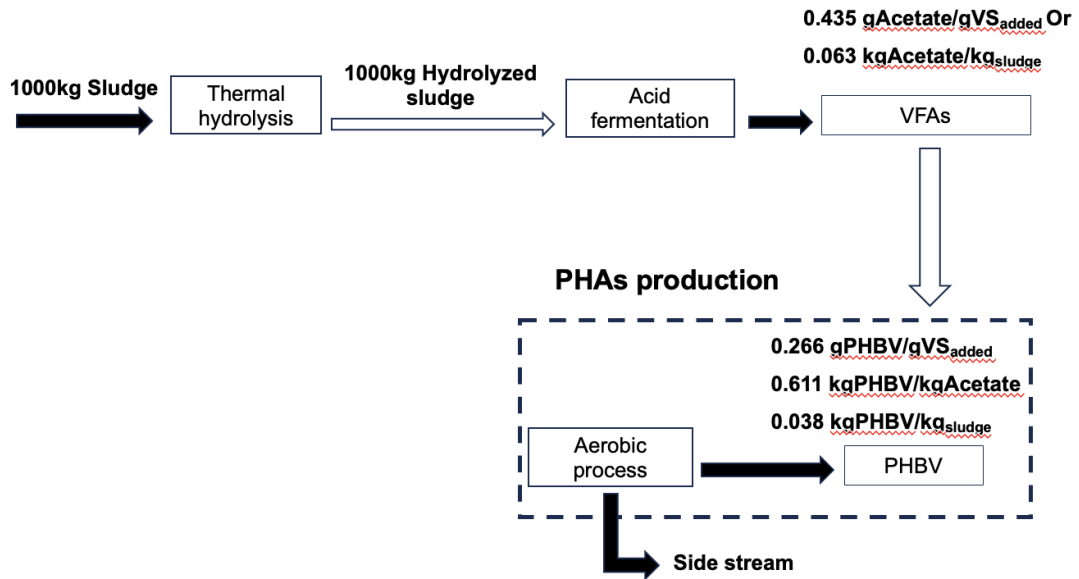 0.435 gAcetate/gVSadded Or
0.063 kgAcetate/kgsludge
1000kg Sludge
Thermal
hydrolysis
1000kg Hydrolyzed
sludge
Acid
fermentation
VFAs
PHAs production
0.266 gPHBV/gVSadded
0.611 kgPHBV/kgAcetate
0.038 kgPHBV/kgsludge
Aerobic
process
PHBV
Side stream